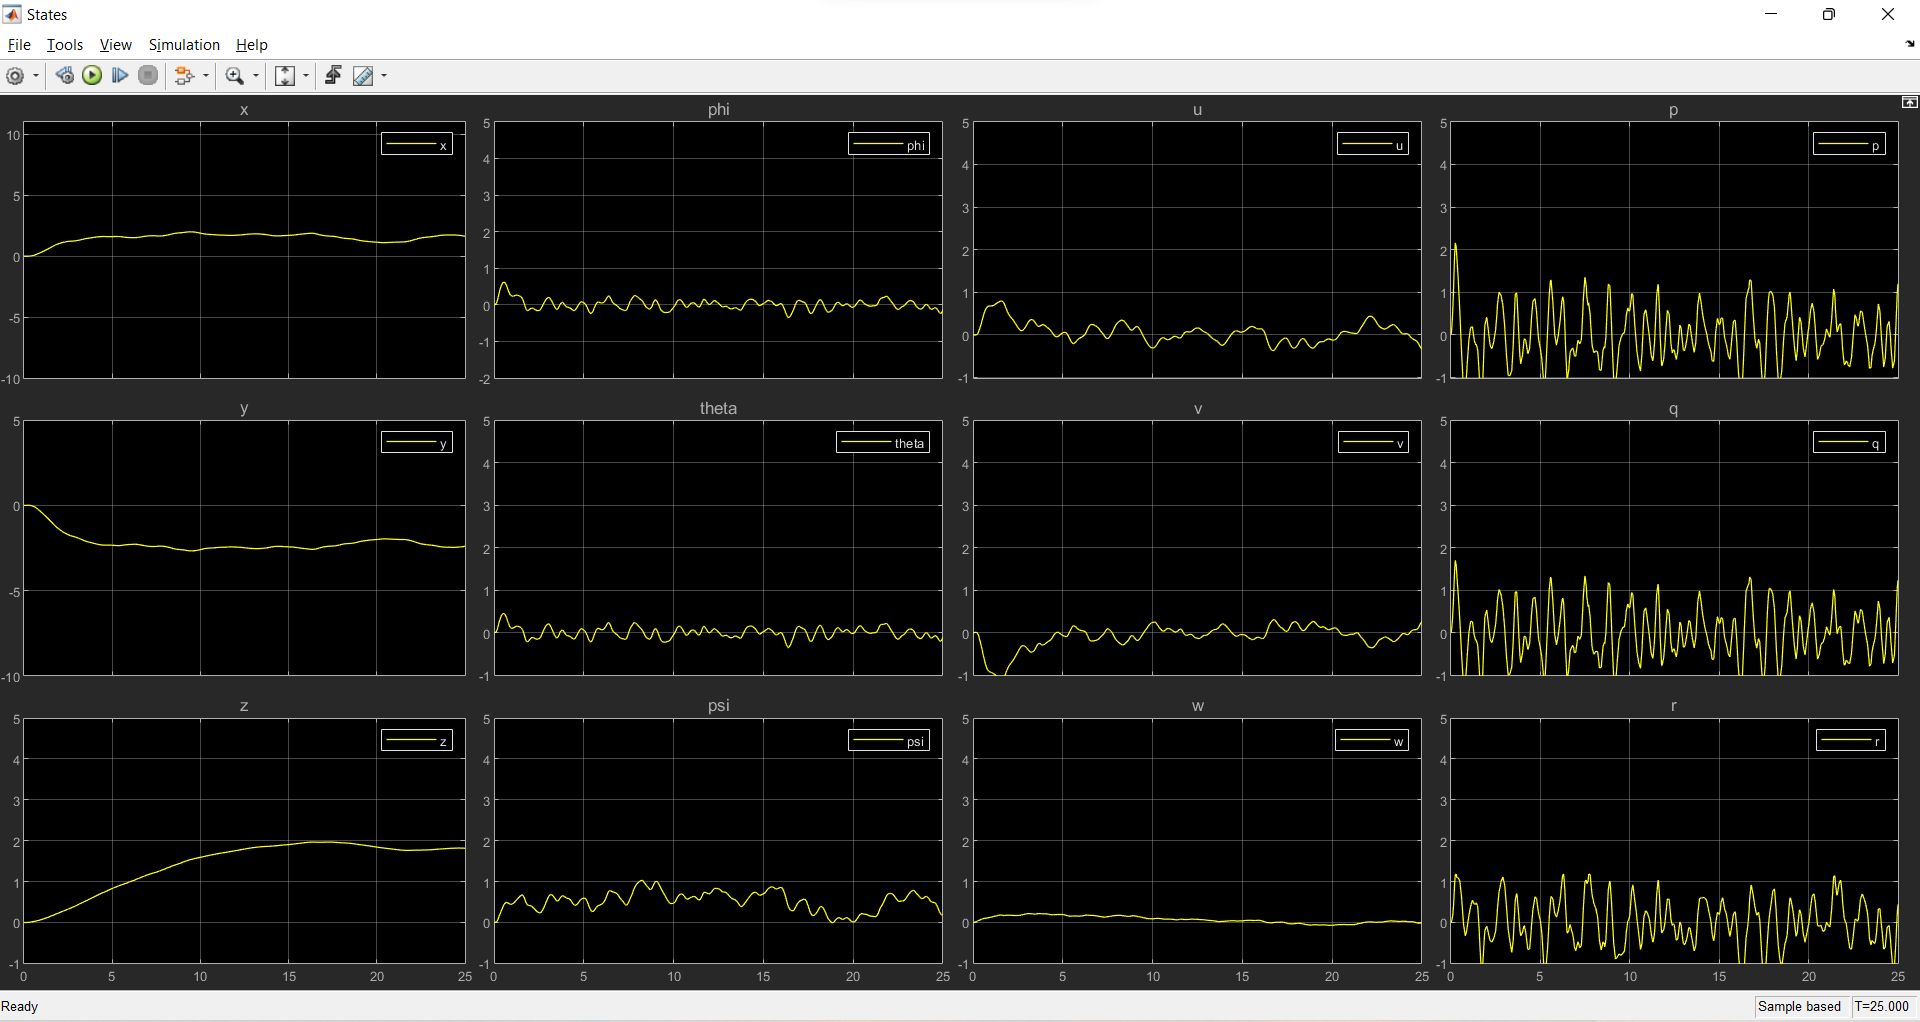 States
File Tools View Simulation Help
x phi u p
10 5 0 -5 -10
x
5 4 3 2 1 0 -1 -2
phi
5 4 3 2 1 0 -1
u
5 4 3 2 1 0 -1
p
y theta v q
5 0 -5 -10
y
5 4 3 2 1 0 -1
theta
5 4 3 2 1 0 -1
v
5 4 3 2 1 0 -1
q
z psi w r
5 4 3 2 1 0 -1
z
5 4 3 2 1 0 -1
psi
5 4 3 2 1 0 -1
w
5 4 3 2 1 0 -1
r
0 5 10 15 20 25
0 5 10 15 20 25
0 5 10 15 20 25
0 5 10 15 20 25
Ready Sample based T=25.000